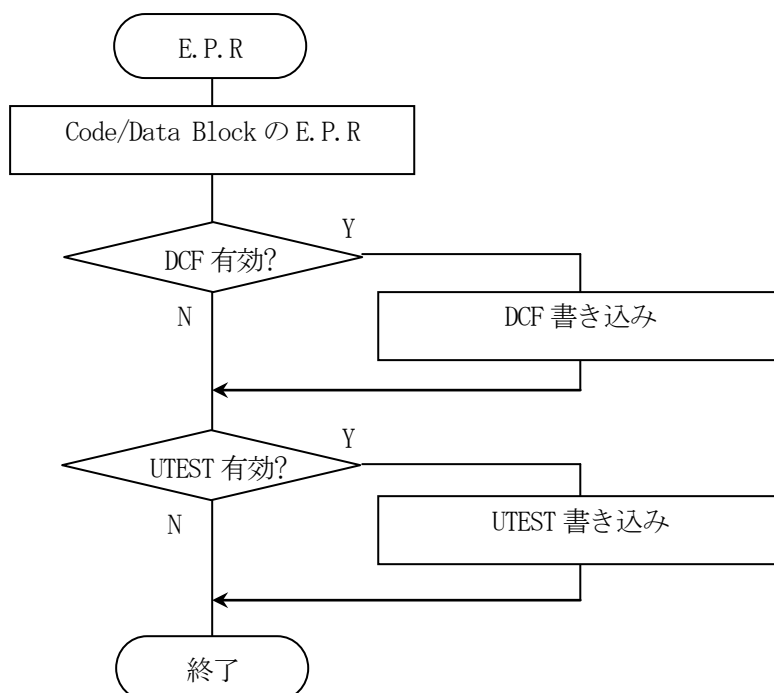 E.P.R
Code/Data Block の E.P.R
Y
DCF 有効?
N
DCF 書き込み
Y
UTEST 有効?
N
UTEST 書き込み
終了